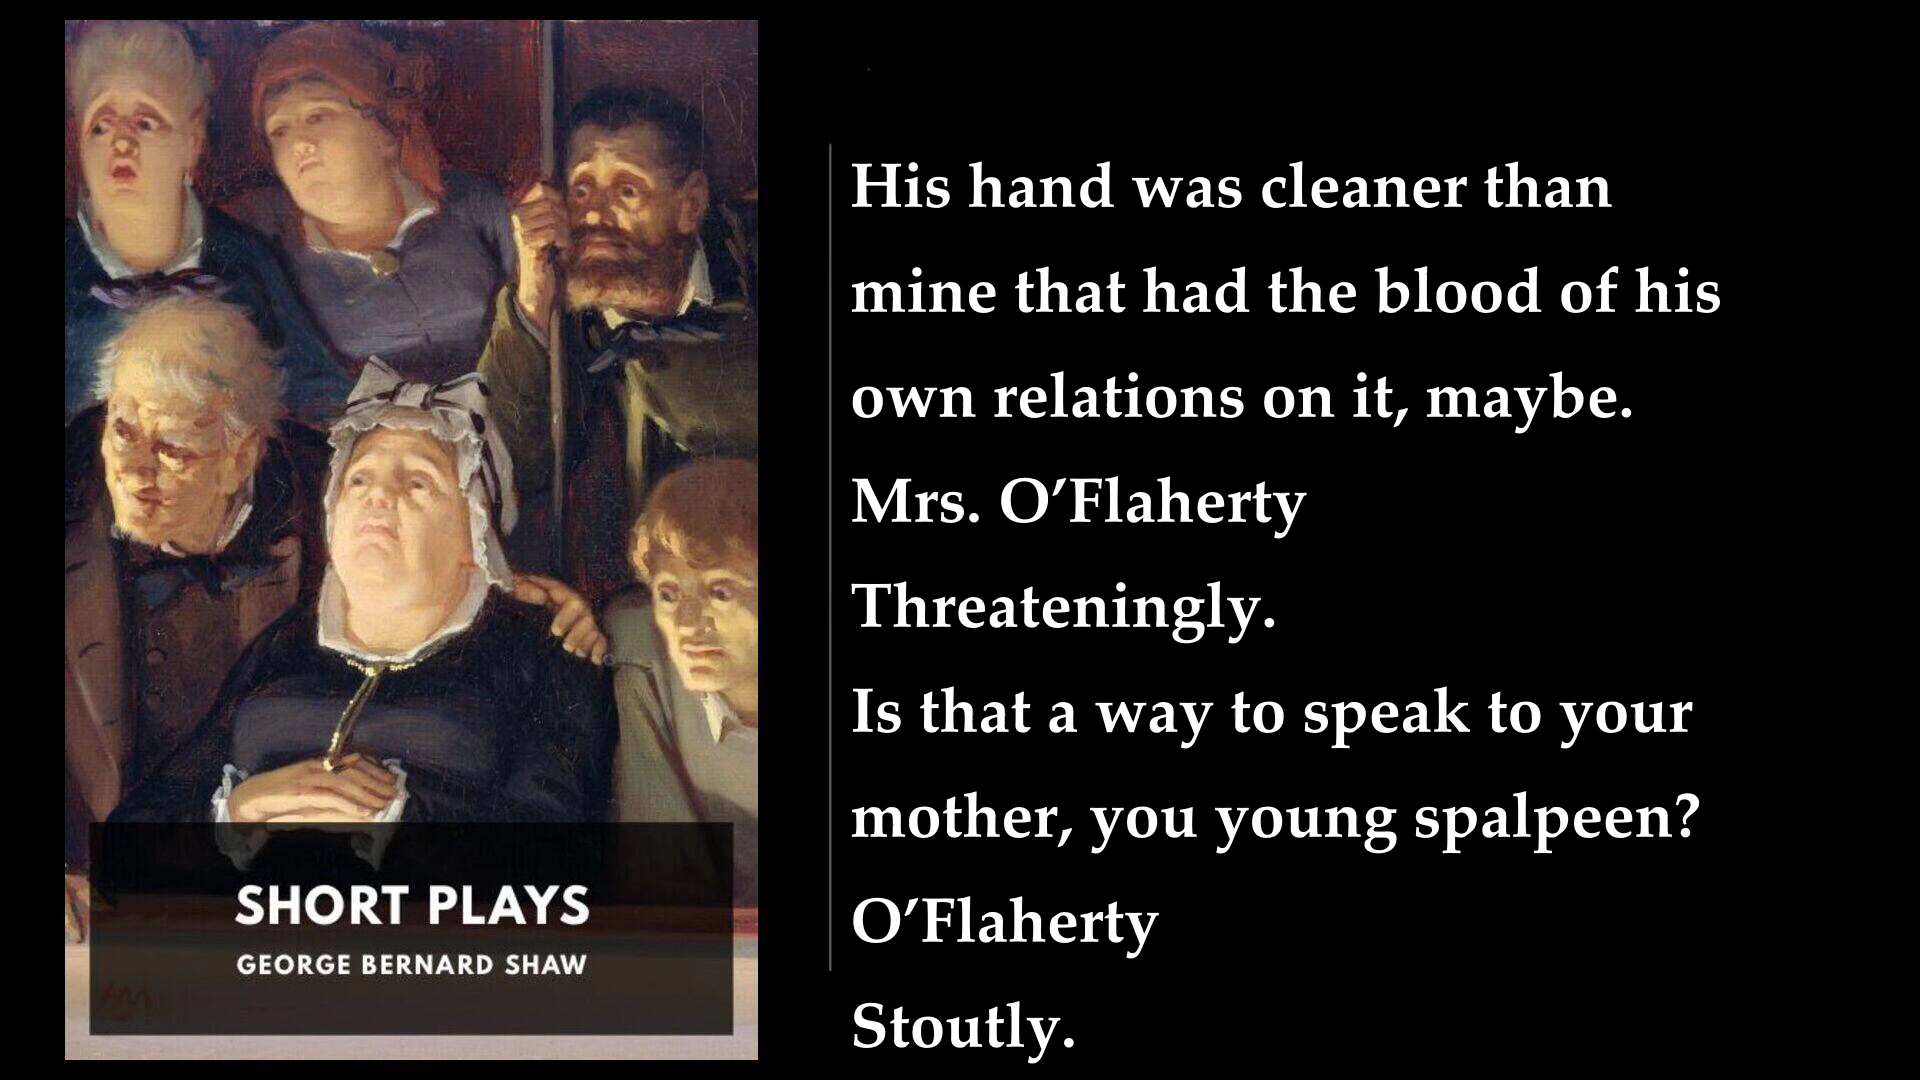 SHORT PLAYS
GEORGE BERNARD SHAW
His hand was cleaner than
mine that had the blood of his
own relations on it, maybe.
Mrs. O’Flaherty
Threateningly.
Is that a way to speak to your
mother, you young spalpeen?
O’Flaherty
Stoutly.